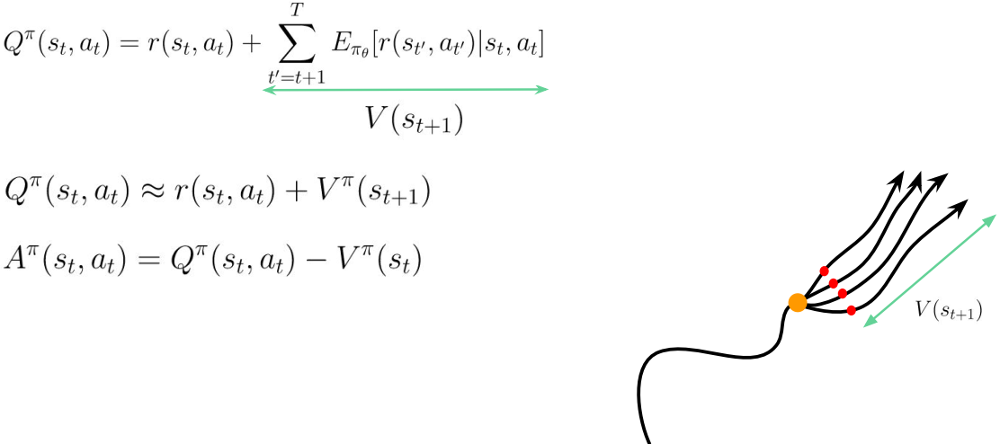 Q^π(s_t, a_t) = r(s_t, a_t) + ∑_{t'=t+1}^{T} E_{π_θ}[r(s_{t'}, a_{t'})|s_t, a_t]
V(s_{t+1})
Q^π(s_t, a_t) ≈ r(s_t, a_t) + V^π(s_{t+1})
A^π(s_t, a_t) = Q^π(s_t, a_t) − V^π(s_t)
V(s_{t+1})